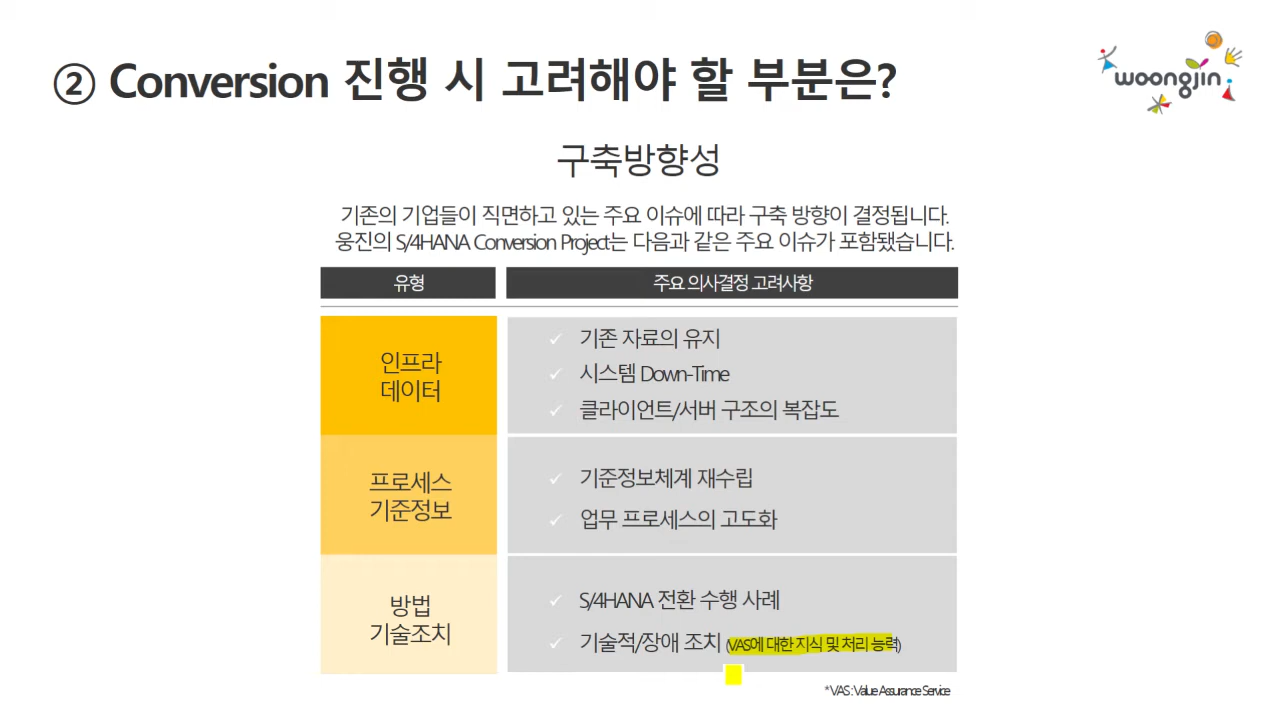 ② Conversion 진행 시 고려해야 할 부분은?
woongjin
구축방향성
기존의 기업들이 직면하고 있는 주요 이슈에 따라 구축 방향이 결정됩니다.
웅진의 S/4HANA Conversion Project는 다음과 같은 주요 이슈가 포함됐습니다.
유형
주요 의사결정 고려사항
인프라
데이터
✓ 기존 자료의 유지
✓ 시스템 Down-Time
✓ 클라이언트/서버 구조의 복잡도
프로세스
기준정보
✓ 기준정보체계 재수립
✓ 업무 프로세스의 고도화
방법
기술조치
✓ S/4HANA 전환 수행 사례
✓ 기술적/장애 조치 (VAS에 대한 지식 및 처리 능력)
* VAS : Value Assurance Service